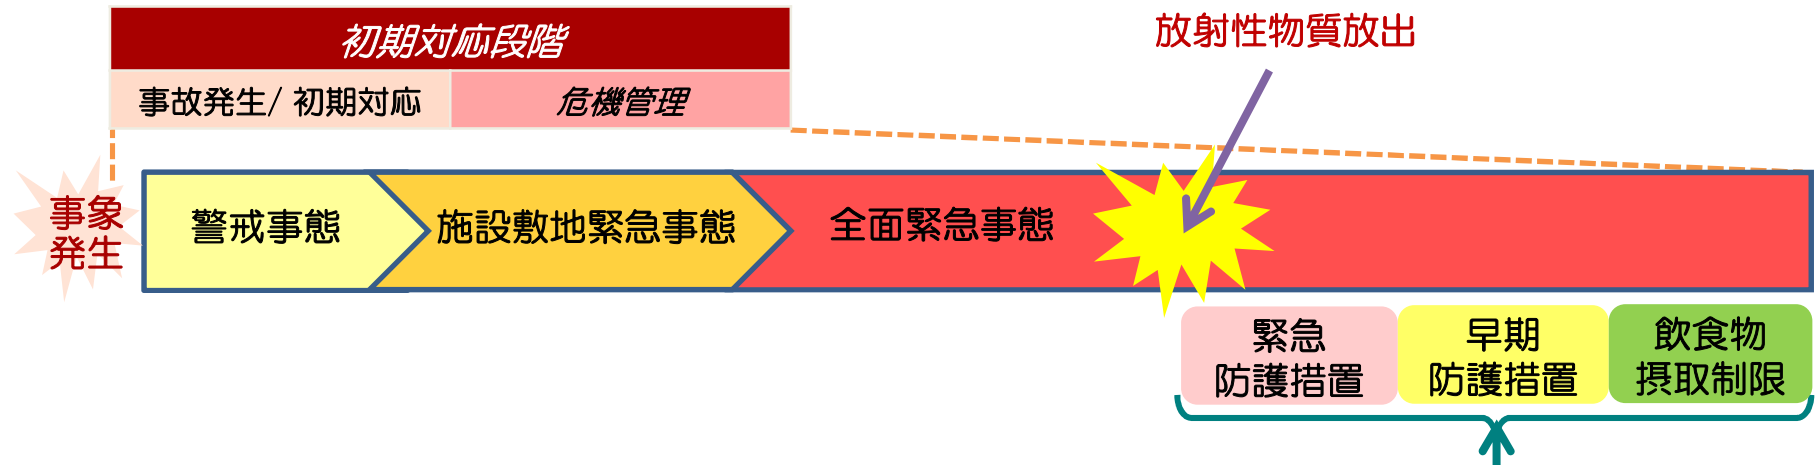 初期対応段階
事故発生/ 初期対応
危機管理
放射性物質放出
事象
発生
警戒事態
施設敷地緊急事態
全面緊急事態
緊急
防護措置
早期
防護措置
飲食物
摂取制限